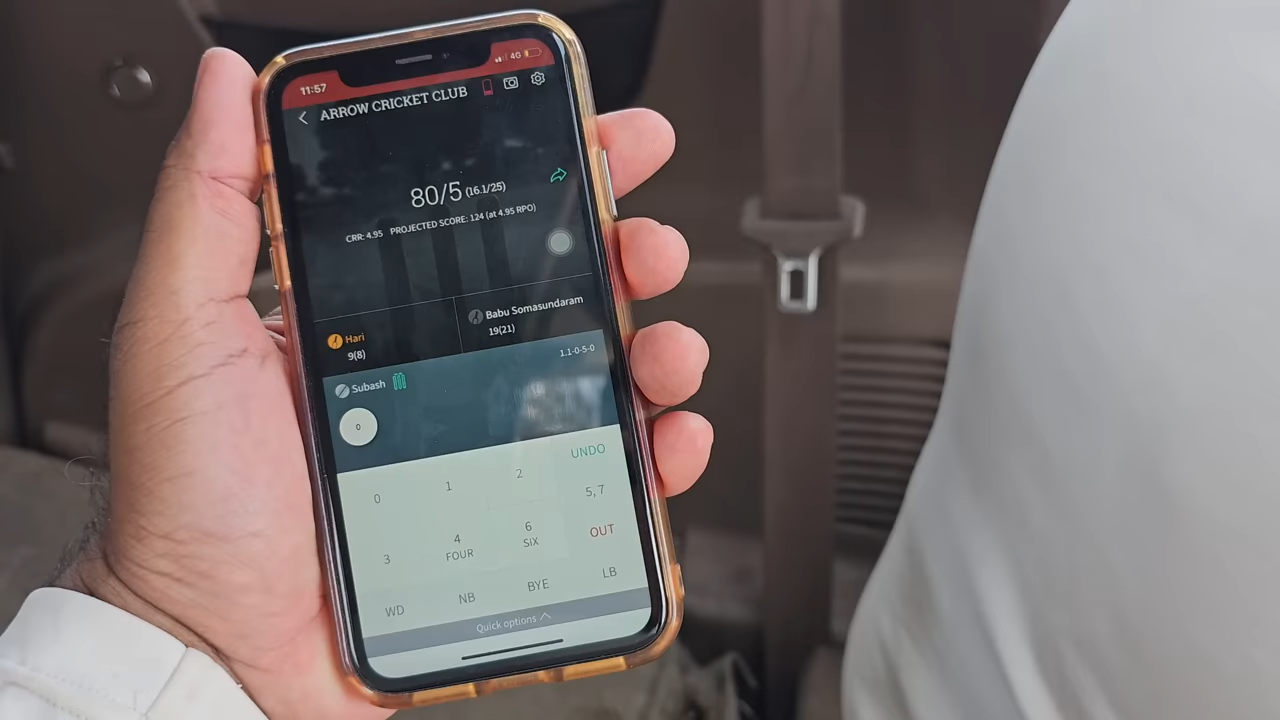 11:57
4G
ARROW CRICKET CLUB
80/5 (16.1/25)
CRR: 4.95 PROJECTED SCORE: 124 (at 4.95 RPO)
Hari
9(8)
Babu Somasundaram
19(21)
Subash
1.1-0-5-0
0
0 1 2 UNDO
3 4 6 5, 7
FOUR SIX OUT
WD NB BYE LB
Quick options